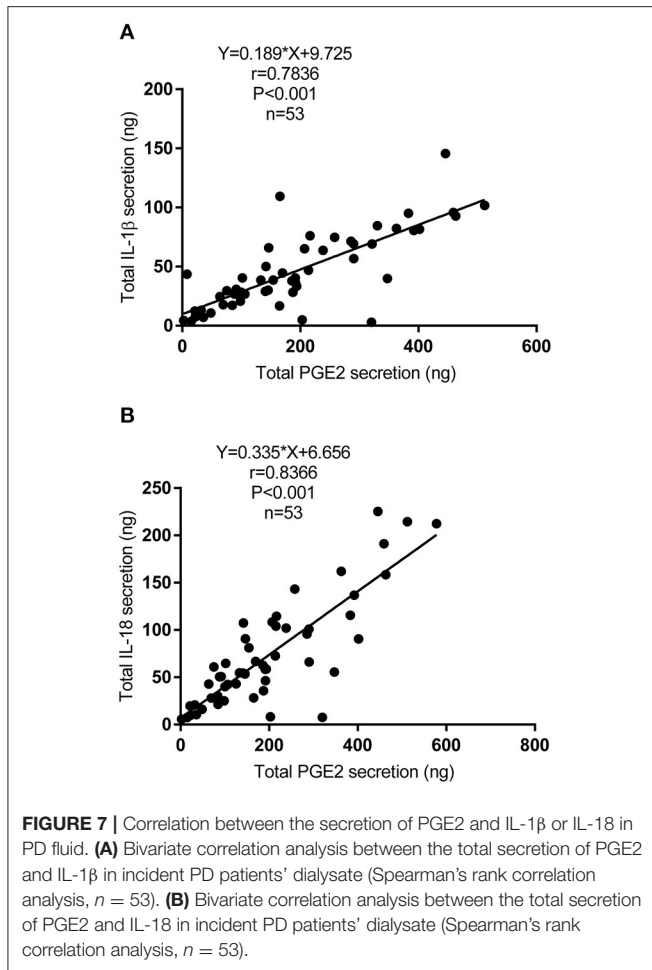 A
Y=0.189*X+9.725
r=0.7836
P<0.001
n=53
200
150
100
50
0
Total IL-1β secretion (ng)
0 200 400 600
Total PGE2 secretion (ng)
B
Y=0.335*X+6.656
r=0.8366
P<0.001
n=53
250
200
150
100
50
0
Total IL-18 secretion (ng)
0 200 400 600 800
Total PGE2 secretion (ng)
FIGURE 7 | Correlation between the secretion of PGE2 and IL-1β or IL-18 in
PD fluid. (A) Bivariate correlation analysis between the total secretion of PGE2
and IL-1β in incident PD patients’ dialysate (Spearman’s rank correlation
analysis, n = 53). (B) Bivariate correlation analysis between the total secretion
of PGE2 and IL-18 in incident PD patients’ dialysate (Spearman’s rank
correlation analysis, n = 53).